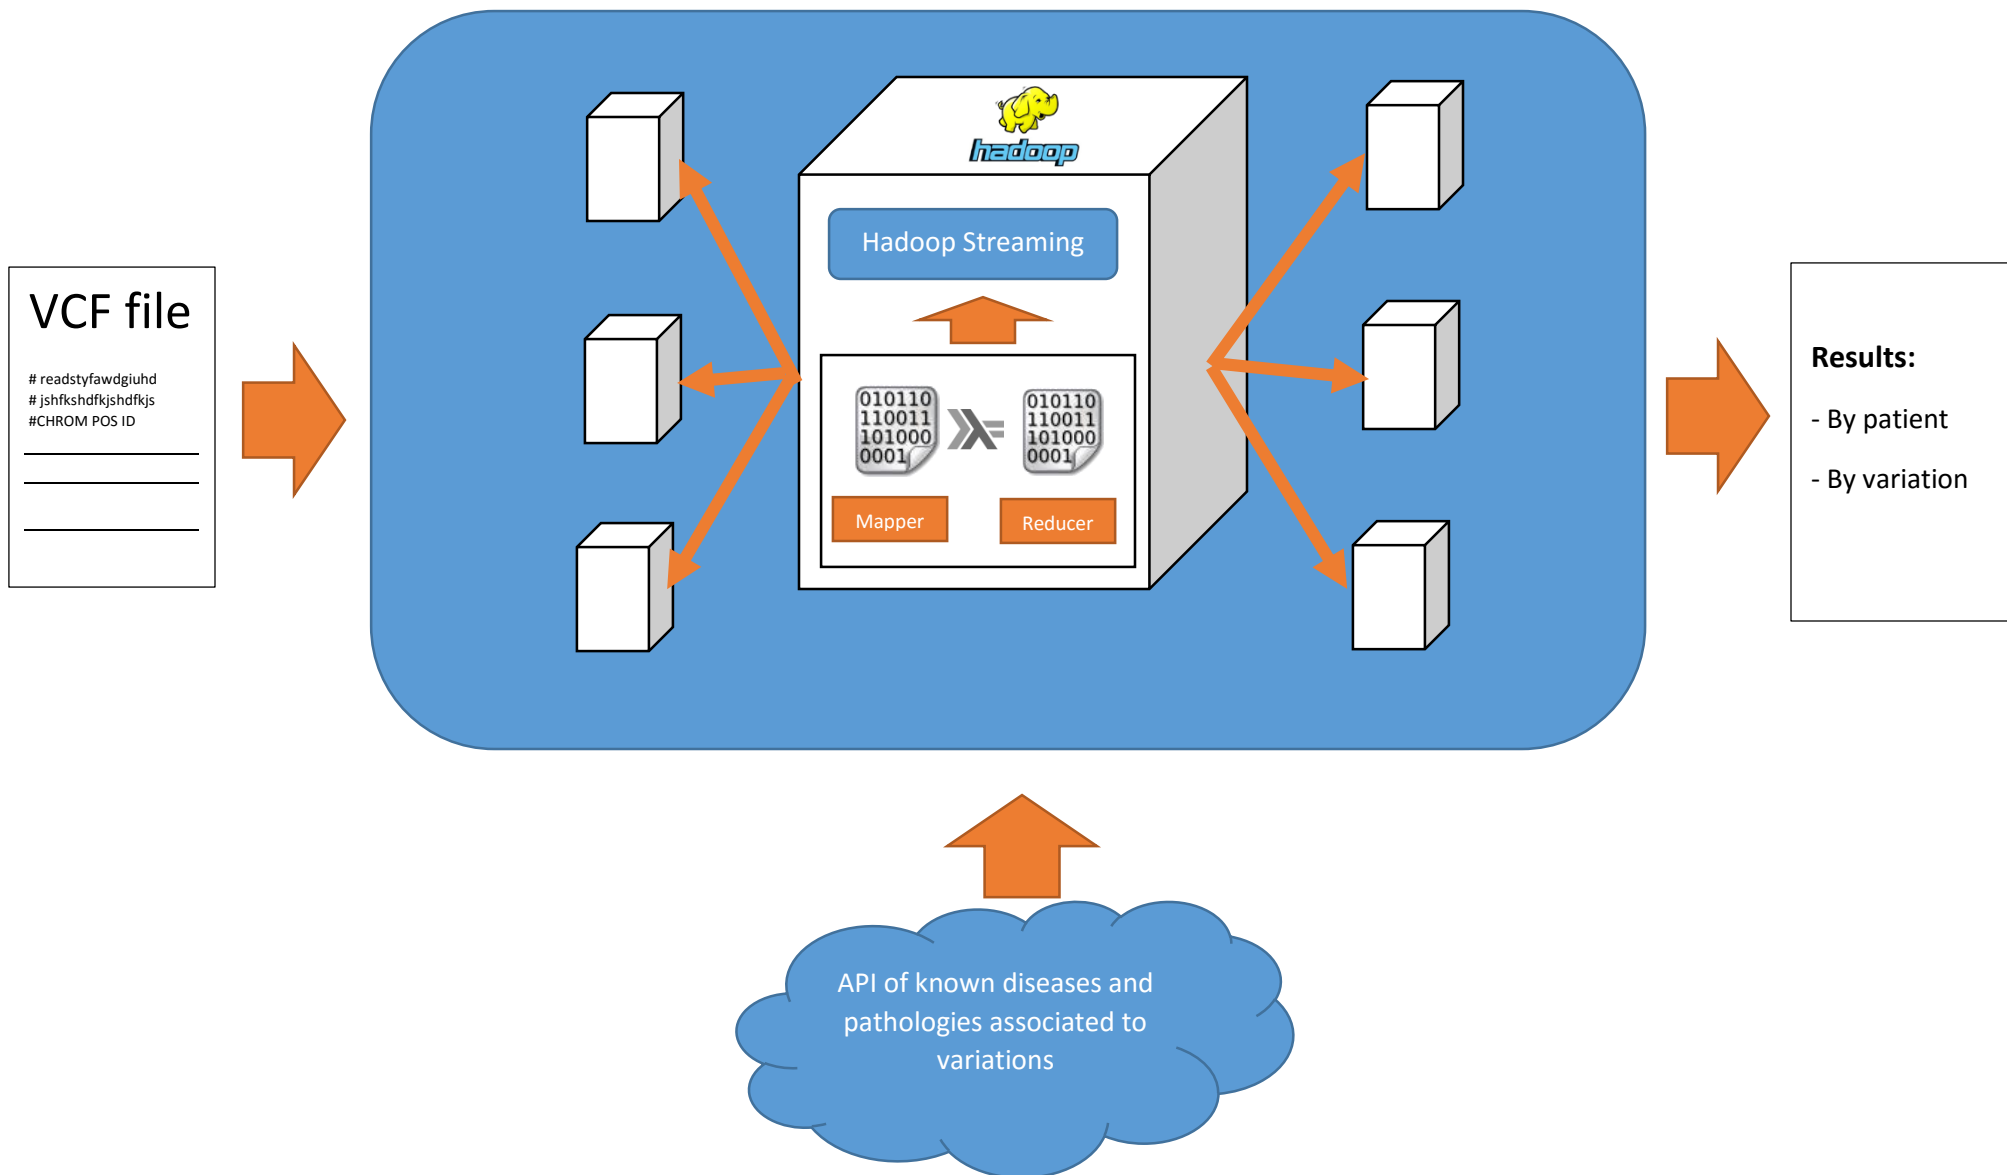 hadoop
Hadoop Streaming
VCF file
# readstyfawdgiuhd
# jshfkshdfkjshdfkjs
#CHROM POS ID
010110
110011
101000
0001
010110
110011
101000
0001
Mapper
Reducer
Results:
- By patient
- By variation
API of known diseases and
pathologies associated to
variations